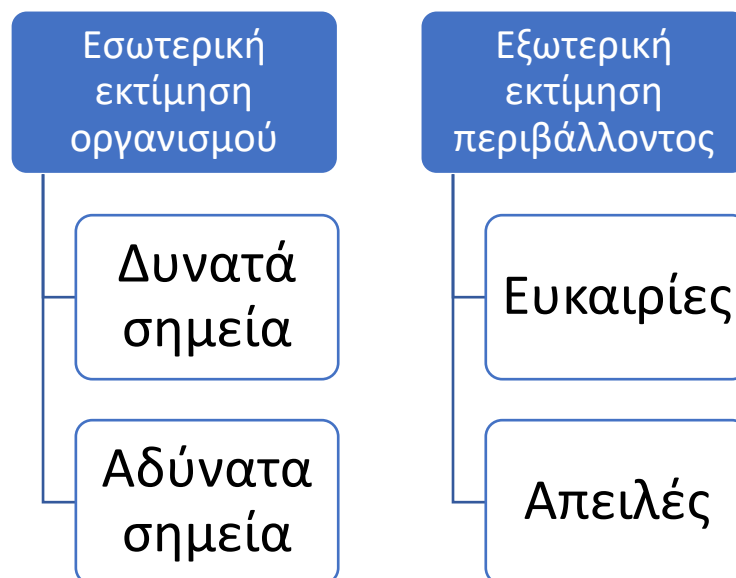 Εσωτερική
εκτίμηση
οργανισμού
Δυνατά
σημεία
Αδύνατα
σημεία
Εξωτερική
εκτίμηση
περιβάλλοντος
Ευκαιρίες
Απειλές